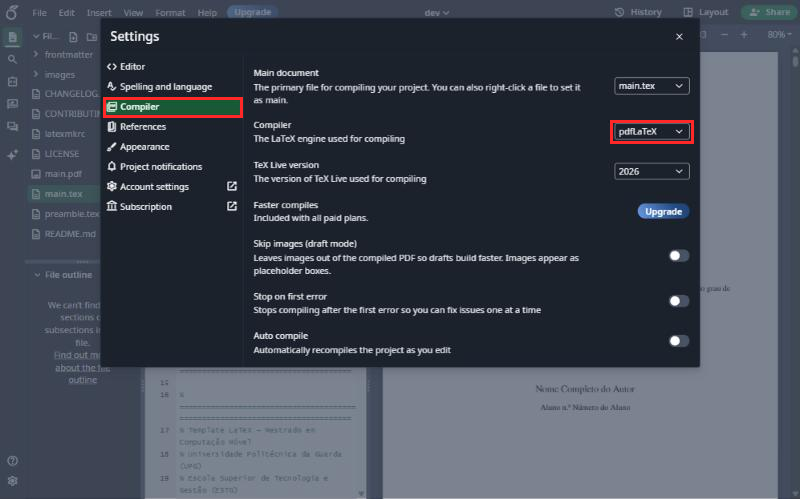 File Edit Insert View Format Help Upgrade dev History Layout Share
Fil...
80%
frontmatter
images
CHANGELOG.
CONTRIBUTIN
latexmkrc
LICENSE
main.pdf
main.tex
preamble.tex
README.md
File outline
We can't find
sections
subsections in
file.
Find out mo
about the file
outline
Settings
Editor
Spelling and language
Compiler
References
Appearance
Project notifications
Account settings
Subscription
Main document
The primary file for compiling your project. You can also right-click a file to set it
as main.
main.tex
Compiler
The LaTeX engine used for compiling
pdfLaTeX
TeX Live version
The version of TeX Live used for compiling
2026
Faster compiles
Included with all paid plans.
Upgrade
Skip images (draft mode)
Leaves images out of the compiled PDF so drafts build faster. Images appear as
placeholder boxes.
Stop on first error
Stops compiling after the first error so you can fix issues one at a time
Auto compile
Automatically recompiles the project as you edit
15
16 %
17 % Template LaTeX — Mestrado em
Computação Móvel
18 % Universidade Politécnica da Guarda
(UPG)
19 % Escola Superior de Tecnologia e
Gestão (ESTG)
o grau de
Nome Completo do Autor
Aluno n.º Número do Aluno